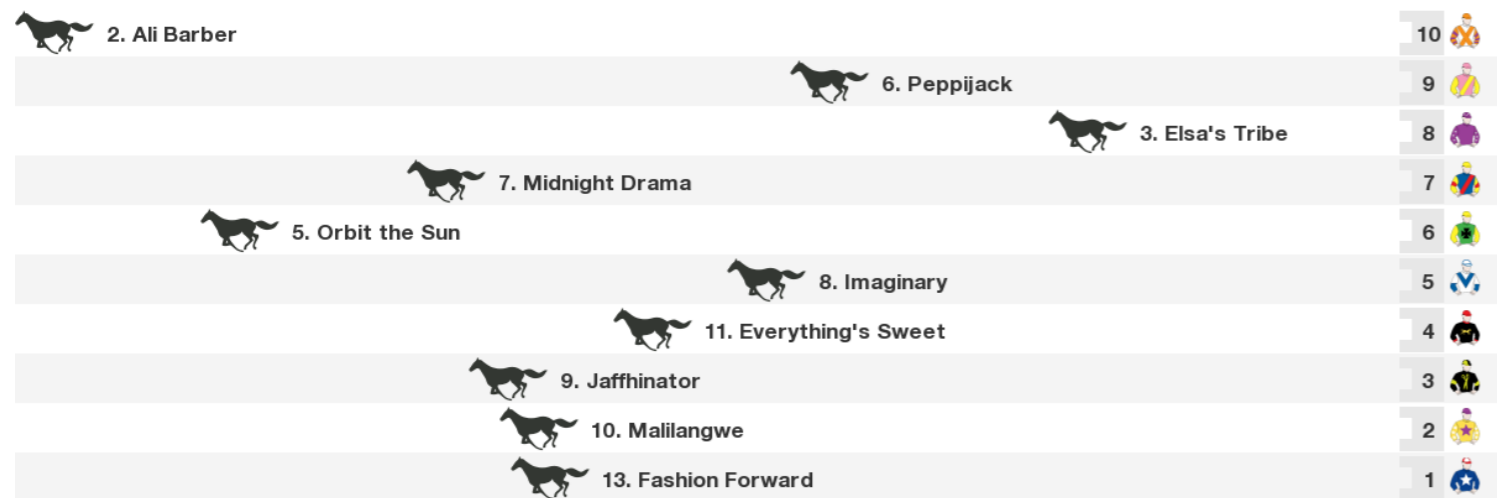 2. Ali Barber 10
6. Peppijack 9
3. Elsa's Tribe 8
7. Midnight Drama 7
5. Orbit the Sun 6
8. Imaginary 5
11. Everything's Sweet 4
9. Jaffhinator 3
10. Malilangwe 2
13. Fashion Forward 1